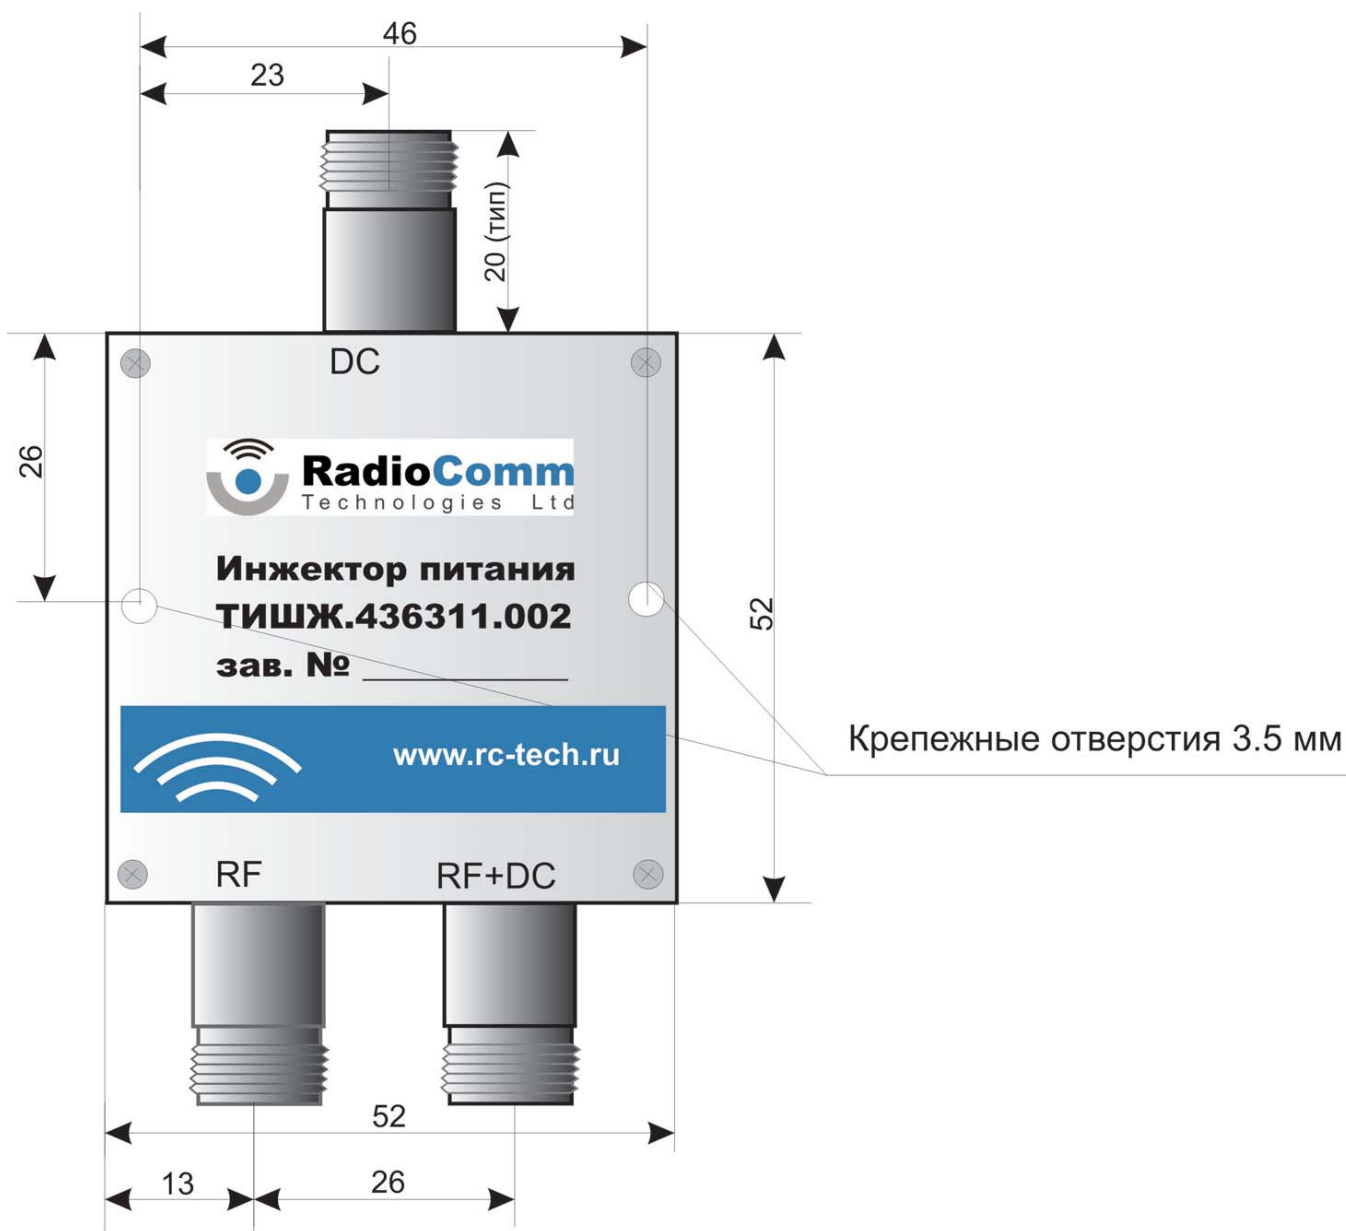 46
23
20 (тип)
DC
26
RadioComm
Technologies Ltd
Инжектор питания
ТИШЖ.436311.002
зав. № ___________
52
www.rc-tech.ru
Крепежные отверстия 3.5 мм
RF
RF+DC
52
13
26